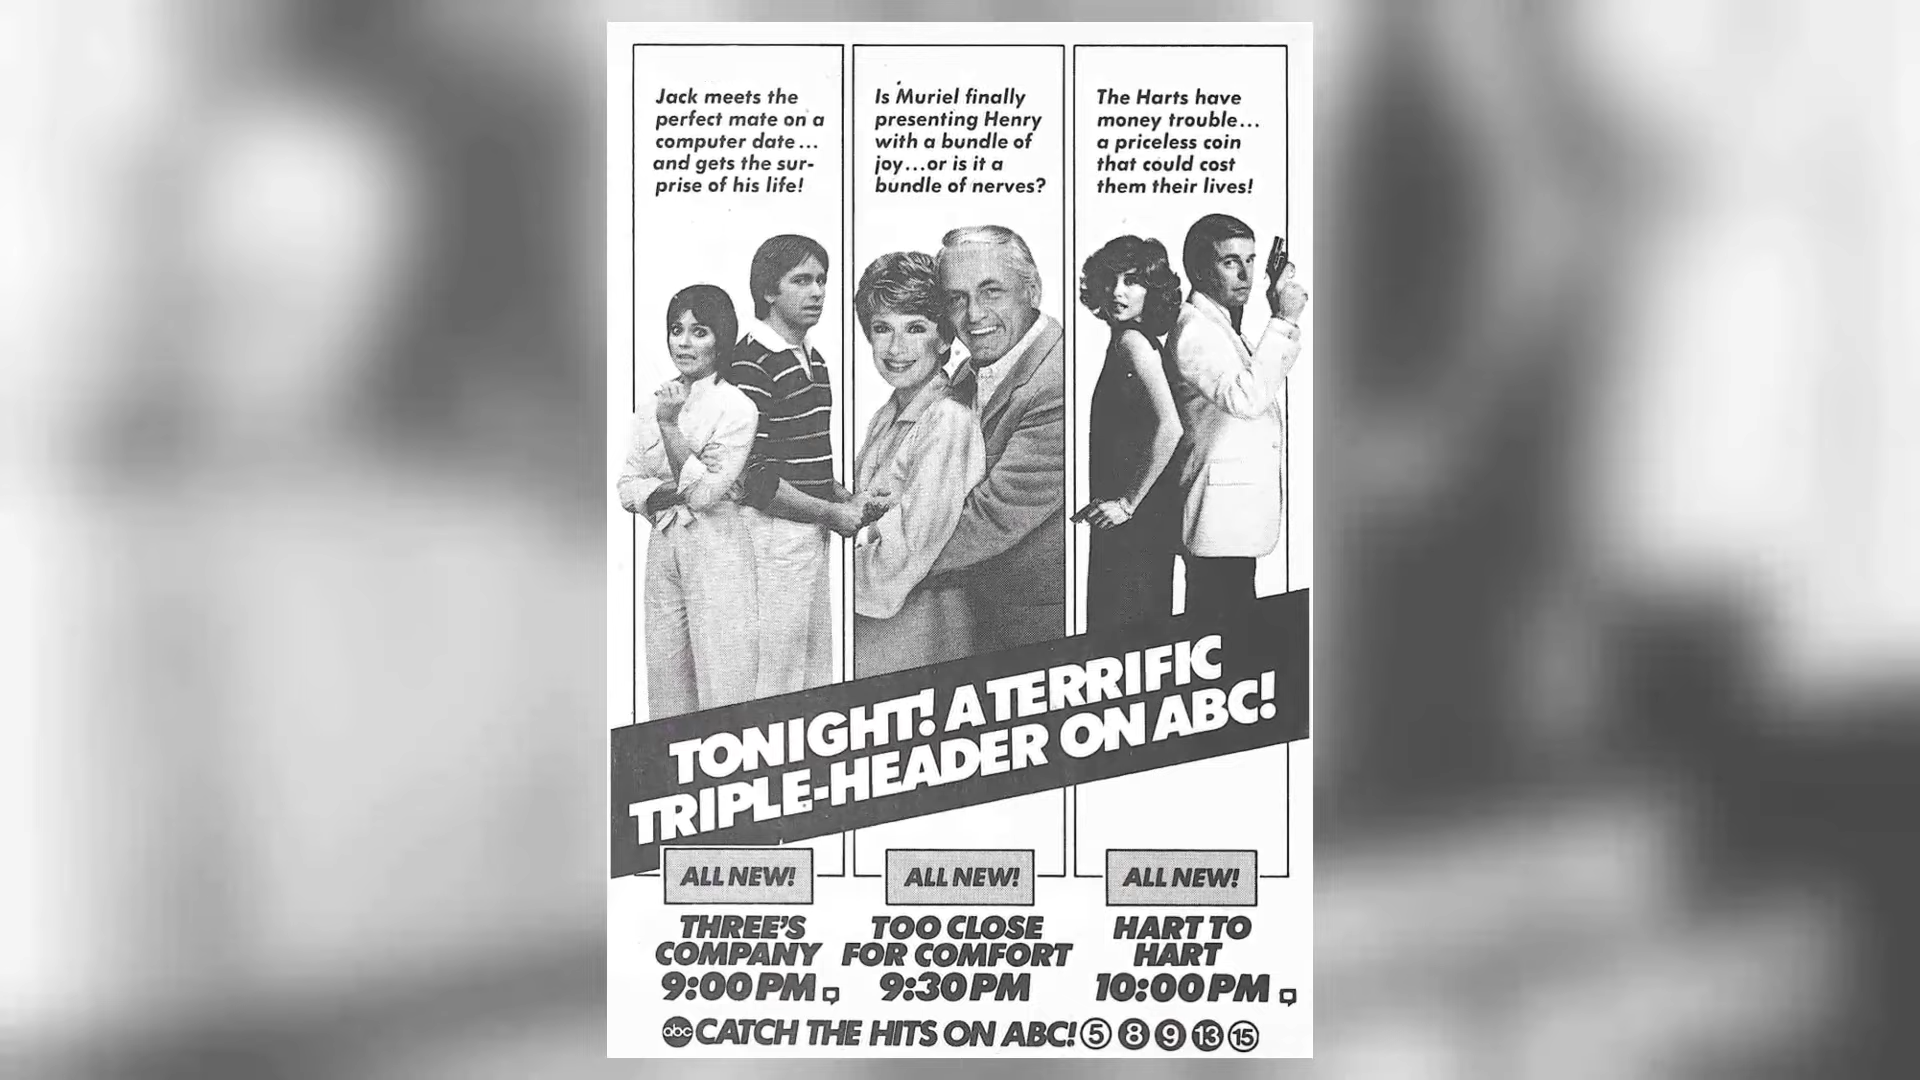 Jack meets the
perfect mate on a
computer date...
and gets the sur-
prise of his life!
Is Muriel finally
presenting Henry
with a bundle of
joy...or is it a
bundle of nerves?
The Harts have
money trouble...
a priceless coin
that could cost
them their lives!
TONIGHT! A TERRIFIC
TRIPLE-HEADER ON ABC!
ALL NEW!
THREE'S
COMPANY
9:00 PM
ALL NEW!
TOO CLOSE
FOR COMFORT
9:30 PM
ALL NEW!
HART TO
HART
10:00 PM
abc CATCH THE HITS ON ABC! 5 8 9 13 15